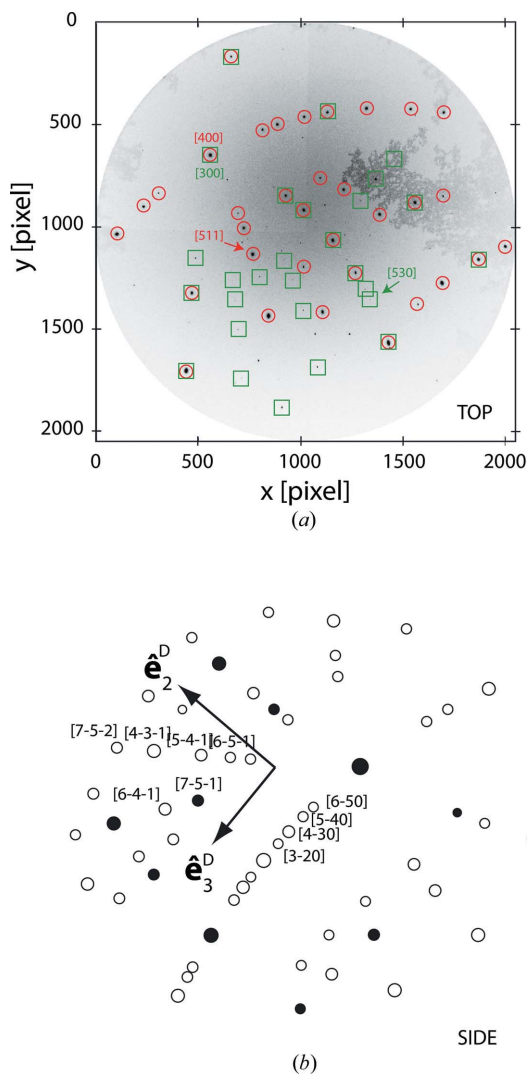 0
500
[400]
[300]
1000
[511]
[530]
1500
2000
TOP
0 500 1000 1500 2000
y [pixel]
x [pixel]
(a)
ê₂ᴰ
[7-5-2] [4-3-1] [5-4-1] [6-5-1]
[7-5-1]
[6-4-1]
[6-50]
[5-40]
[4-30]
[3-20]
ê₃ᴰ
SIDE
(b)